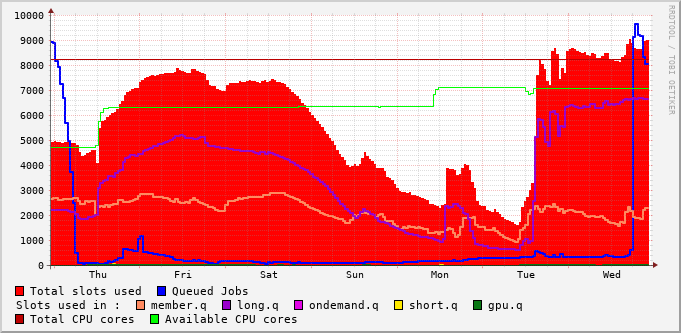 10000
9000
8000
7000
6000
5000
4000
3000
2000
1000
0
Thu Fri Sat Sun Mon Tue Wed
RRDTOOL / TOBI OETIKER
Total slots used Queued Jobs
Slots used in : member.q long.q ondemand.q short.q gpu.q
Total CPU cores Available CPU cores